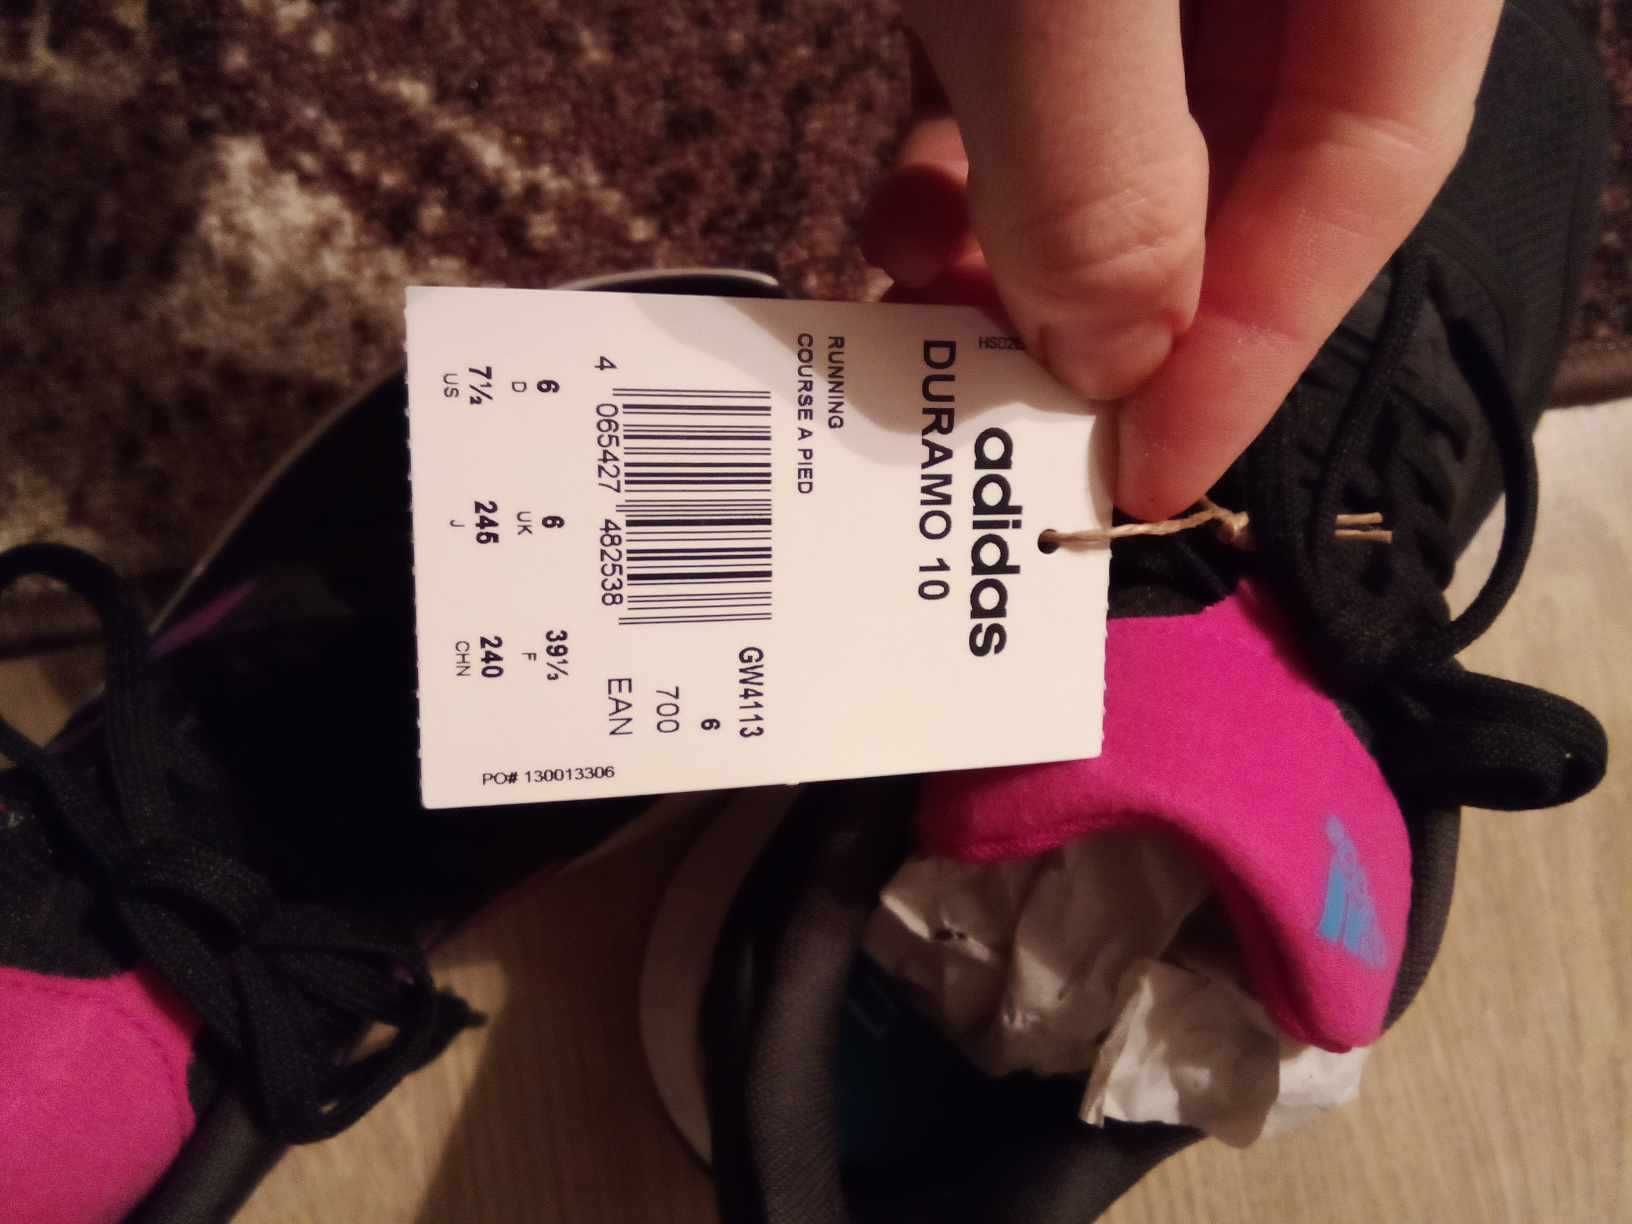 adidas
DURAMO 10
RUNNING
COURSE A PIED
GW4113
6
700
EAN
4 065427 482538
6 6 39⅓
D UK F
7½ 245 240
US J CHN
PO# 130013306